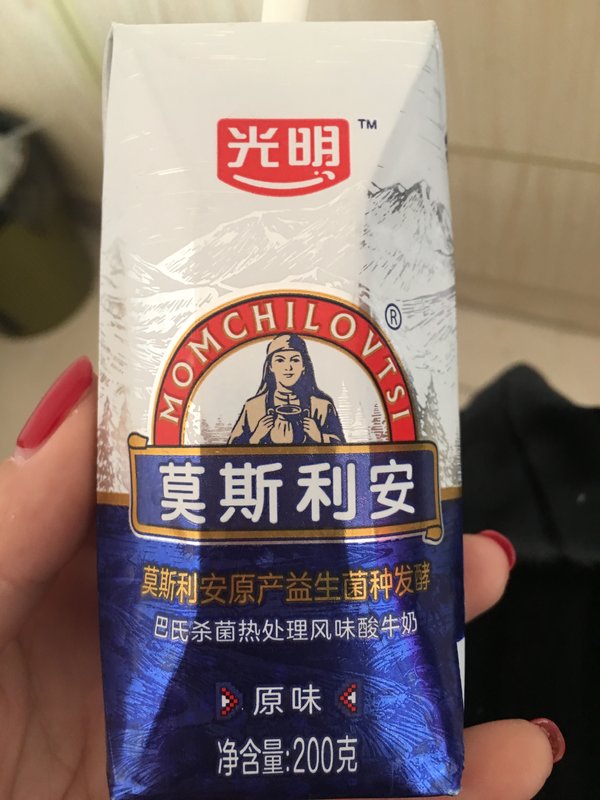 光明
TM
MOMCHILOVTSI
®
莫斯利安
莫斯利安原产益生菌种发酵
巴氏杀菌热处理风味酸牛奶
原味
净含量:200克